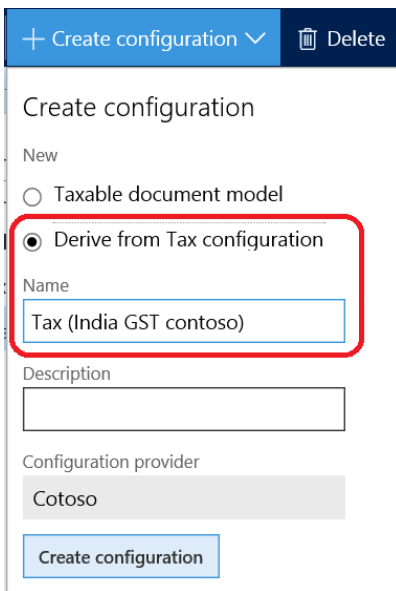 + Create configuration
Delete
Create configuration
New
Taxable document model
Derive from Tax configuration
Name
Tax (India GST contoso)
Description
Configuration provider
Cotoso
Create configuration